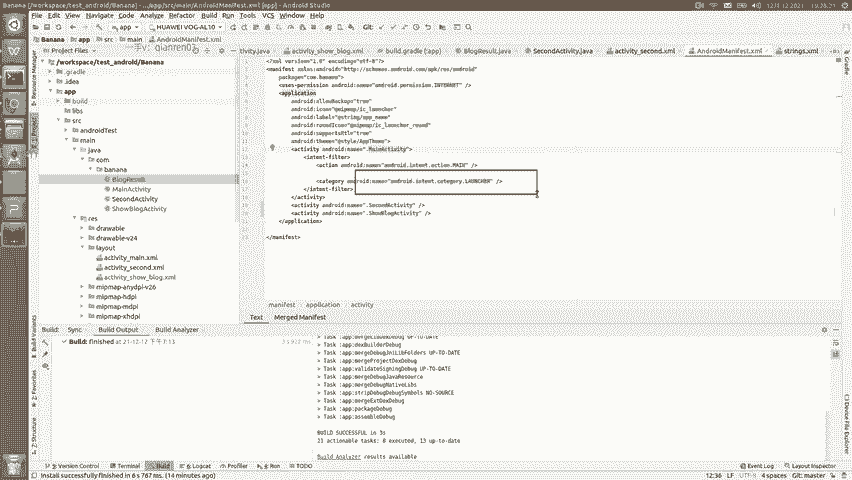 [/workspace/test_android/Banana] - .../app/src/main/AndroidManifest.xml [app] - Android Studio
File Edit View Navigate Code Analyze Refactor Build Run Tools VCS Window Help
app HUAWEI VOG-AL10 Git:
Banana app src main AndroidManifest.xml
Project Files tivity.java activity_show_blog.xml build.gradle (:app) BlogResult.java SecondActivity.java activity_second.xml AndroidManifest.xml strings.xml
/workspace/test_android/Banana
.gradle
.idea
app
build
libs
src
androidTest
main
java
com
banana
BlogResult
MainActivity
SecondActivity
ShowBlogActivity
res
drawable
drawable-v24
layout
activity_main.xml
activity_second.xml
activity_show_blog.xml
mipmap-anydpi-v26
mipmap-hdpi
mipmap-mdpi
mipmap-xhdpi
<?xml version="1.0" encoding="utf-8"?>
<manifest xmlns:android="http://schemas.android.com/apk/res/android"
package="com.banana">
<uses-permission android:name="android.permission.INTERNET" />
<application
android:allowBackup="true"
android:icon="@mipmap/ic_launcher"
android:label="@string/app_name"
android:roundIcon="@mipmap/ic_launcher_round"
android:supportsRtl="true"
android:theme="@style/AppTheme">
<activity android:name=".MainActivity">
<intent-filter>
<action android:name="android.intent.action.MAIN" />
<category android:name="android.intent.category.LAUNCHER" />
</intent-filter>
</activity>
<activity android:name=".SecondActivity" />
<activity android:name=".ShowBlogActivity" />
</application>
</manifest>
manifest application activity
Text Merged Manifest
Build: Sync Build Output Build Analyzer
Build: finished at 21-12-12 下午7:13
> Task :app:dexBuilderDebug
> Task :app:mergeDebugJniLibFolders UP-TO-DATE
> Task :app:mergeProjectDexDebug
> Task :app:validateSigningDebug UP-TO-DATE
> Task :app:mergeDebugJavaResource
> Task :app:mergeDebugNativeLibs
> Task :app:stripDebugDebugSymbols NO-SOURCE
> Task :app:mergeExtDexDebug
> Task :app:packageDebug
> Task :app:assembleDebug
BUILD SUCCESSFUL in 3s
21 actionable tasks: 8 executed, 13 up-to-date
Build Analyzer results available
9: Version Control Terminal Build 6: Logcat Profiler 4: Run TODO Event Log Layout Inspector
Install successfully finished in 6 s 767 ms. (14 minutes ago) 12:36 LF UTF-8 4 spaces Git: master